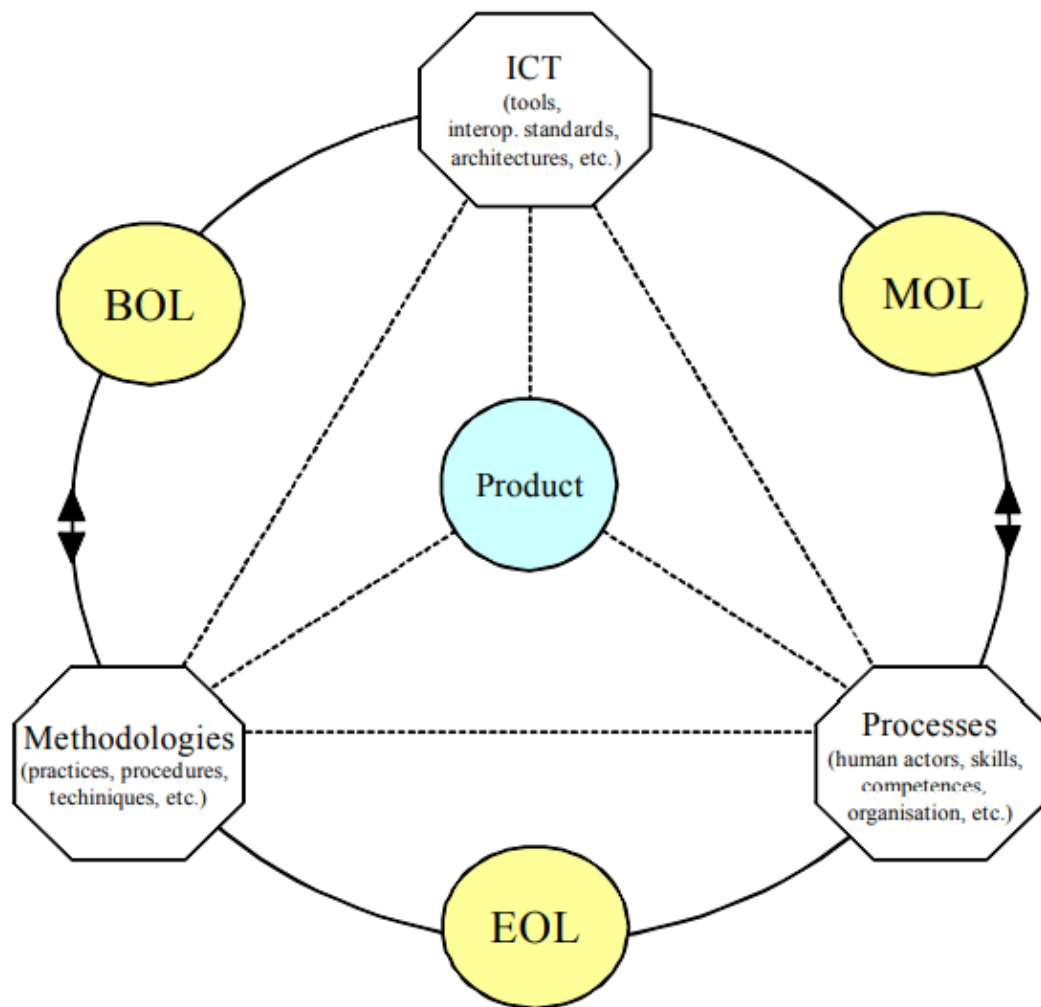 ICT
(tools,
interop. standards,
architectures, etc.)
BOL
MOL
Product
Methodologies
(practices, procedures,
techiniques, etc.)
Processes
(human actors, skills,
competences,
organisation, etc.)
EOL